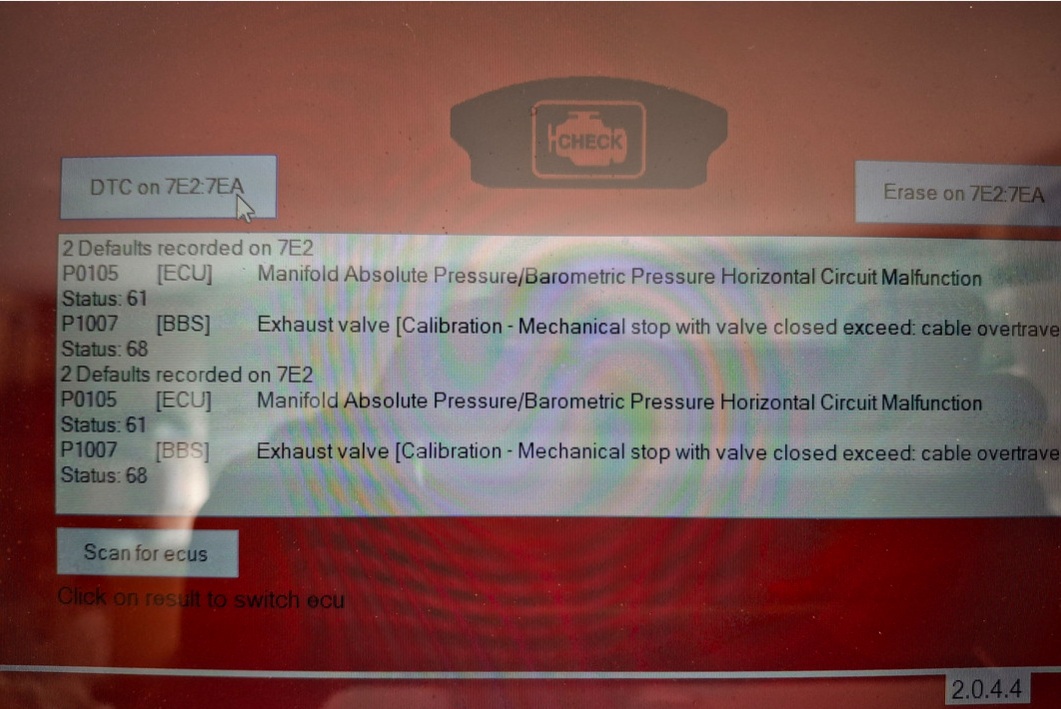 CHECK
DTC on 7E2:7EA
Erase on 7E2:7EA
2 Defaults recorded on 7E2
P0105 [ECU] Manifold Absolute Pressure/Barometric Pressure Horizontal Circuit Malfunction
Status: 61
P1007 [BBS] Exhaust valve [Calibration - Mechanical stop with valve closed exceed: cable overtrave
Status: 68
2 Defaults recorded on 7E2
P0105 [ECU] Manifold Absolute Pressure/Barometric Pressure Horizontal Circuit Malfunction
Status: 61
P1007 [BBS] Exhaust valve [Calibration - Mechanical stop with valve closed exceed: cable overtrave
Status: 68
Scan for ecus
Click on result to switch ecu
2.0.4.4